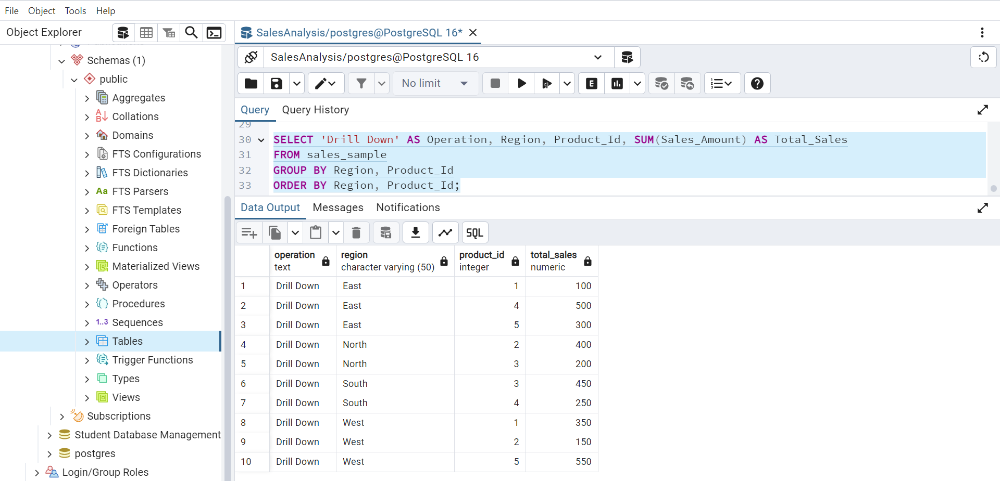 File Object Tools Help
Object Explorer
SalesAnalysis/postgres@PostgreSQL 16*
Schemas (1)
public
Aggregates
Collations
Domains
FTS Configurations
FTS Dictionaries
Aa FTS Parsers
FTS Templates
Foreign Tables
Functions
Materialized Views
Operators
Procedures
1..3 Sequences
Tables
Trigger Functions
Types
Views
Subscriptions
Student Database Management
postgres
Login/Group Roles
SalesAnalysis/postgres@PostgreSQL 16
No limit
E
Query Query History
29
30 SELECT 'Drill Down' AS Operation, Region, Product_Id, SUM(Sales_Amount) AS Total_Sales
31 FROM sales_sample
32 GROUP BY Region, Product_Id
33 ORDER BY Region, Product_Id;
Data Output Messages Notifications
SQL
operation region product_id total_sales
text character varying (50) integer numeric
1 Drill Down East 1 100
2 Drill Down East 4 500
3 Drill Down East 5 300
4 Drill Down North 2 400
5 Drill Down North 3 200
6 Drill Down South 3 450
7 Drill Down South 4 250
8 Drill Down West 1 350
9 Drill Down West 2 150
10 Drill Down West 5 550